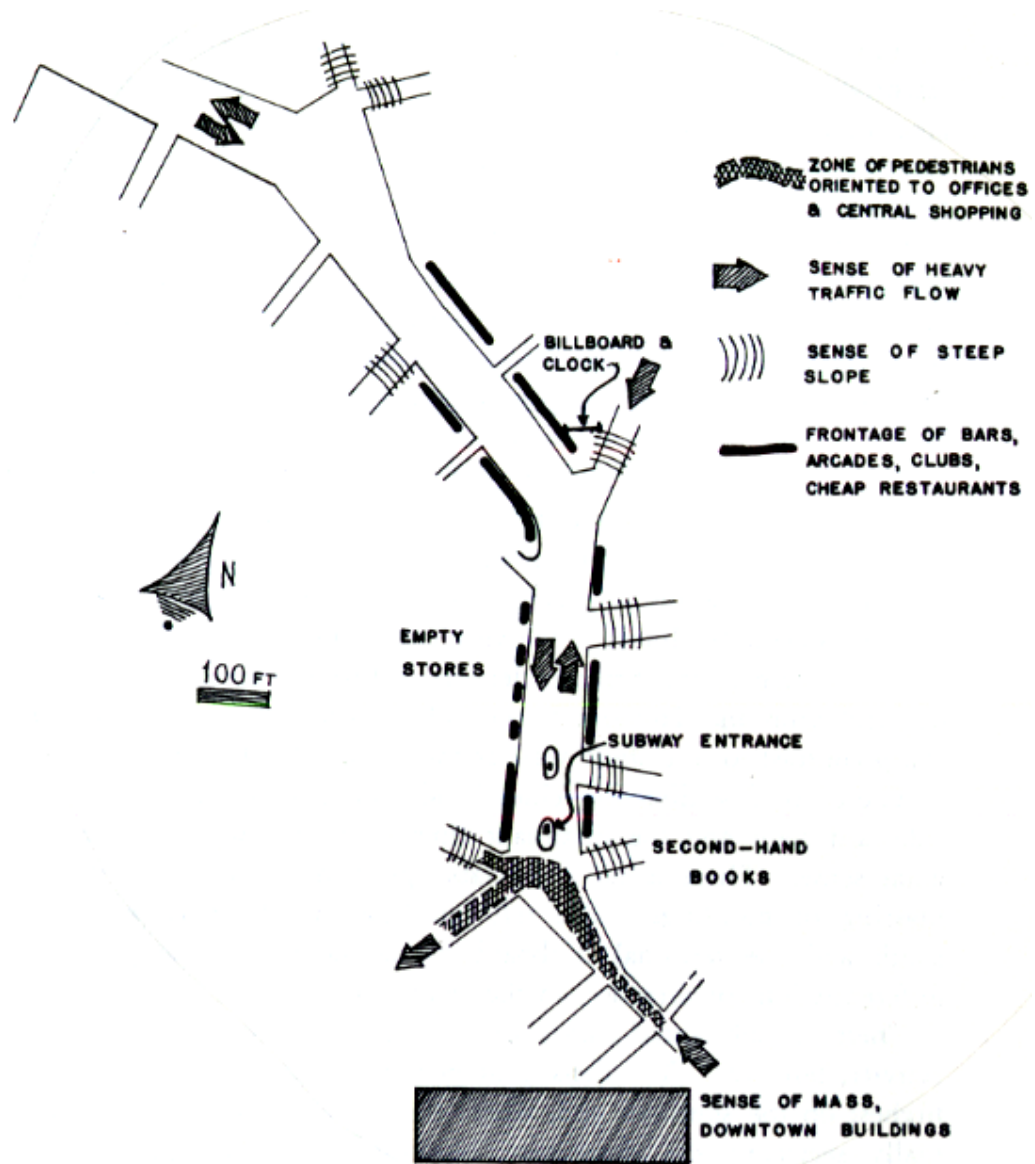 ZONE OF PEDESTRIANS
ORIENTED TO OFFICES
& CENTRAL SHOPPING
SENSE OF HEAVY
TRAFFIC FLOW
BILLBOARD &
CLOCK
SENSE OF STEEP
SLOPE
FRONTAGE OF BARS,
ARCADES, CLUBS,
CHEAP RESTAURANTS
N
EMPTY
STORES
100 FT
SUBWAY ENTRANCE
SECOND-HAND
BOOKS
SENSE OF MASS,
DOWNTOWN BUILDINGS